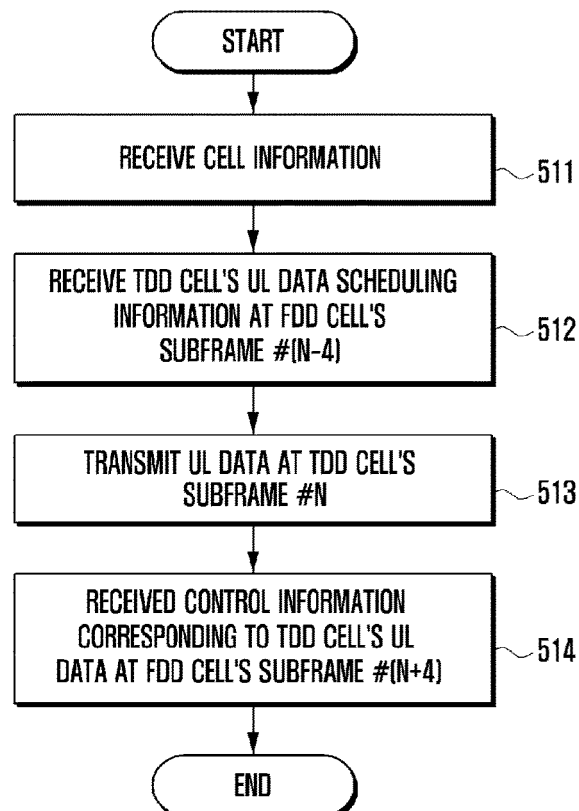 START
RECEIVE CELL INFORMATION
511
RECEIVE TDD CELL'S UL DATA SCHEDULING
INFORMATION AT FDD CELL'S
SUBFRAME #(N-4)
512
TRANSMIT UL DATA AT TDD CELL'S
SUBFRAME #N
513
RECEIVED CONTROL INFORMATION
CORRESPONDING TO TDD CELL'S UL
DATA AT FDD CELL'S SUBFRAME #(N+4)
514
END